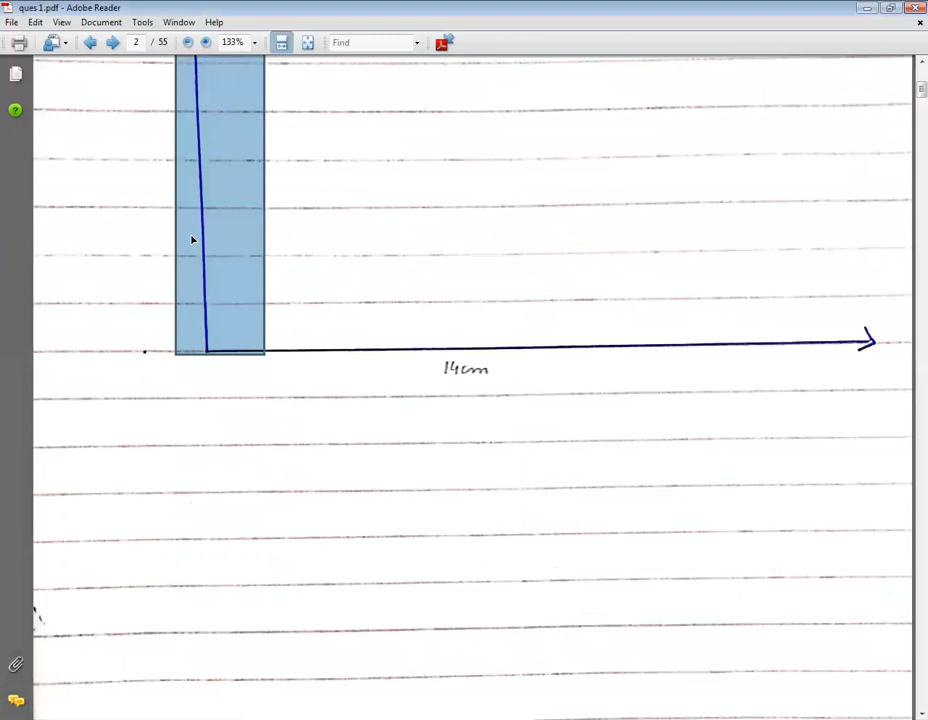 ques 1.pdf - Adobe Reader
File Edit View Document Tools Window Help
2 / 55 133% Find
14cm